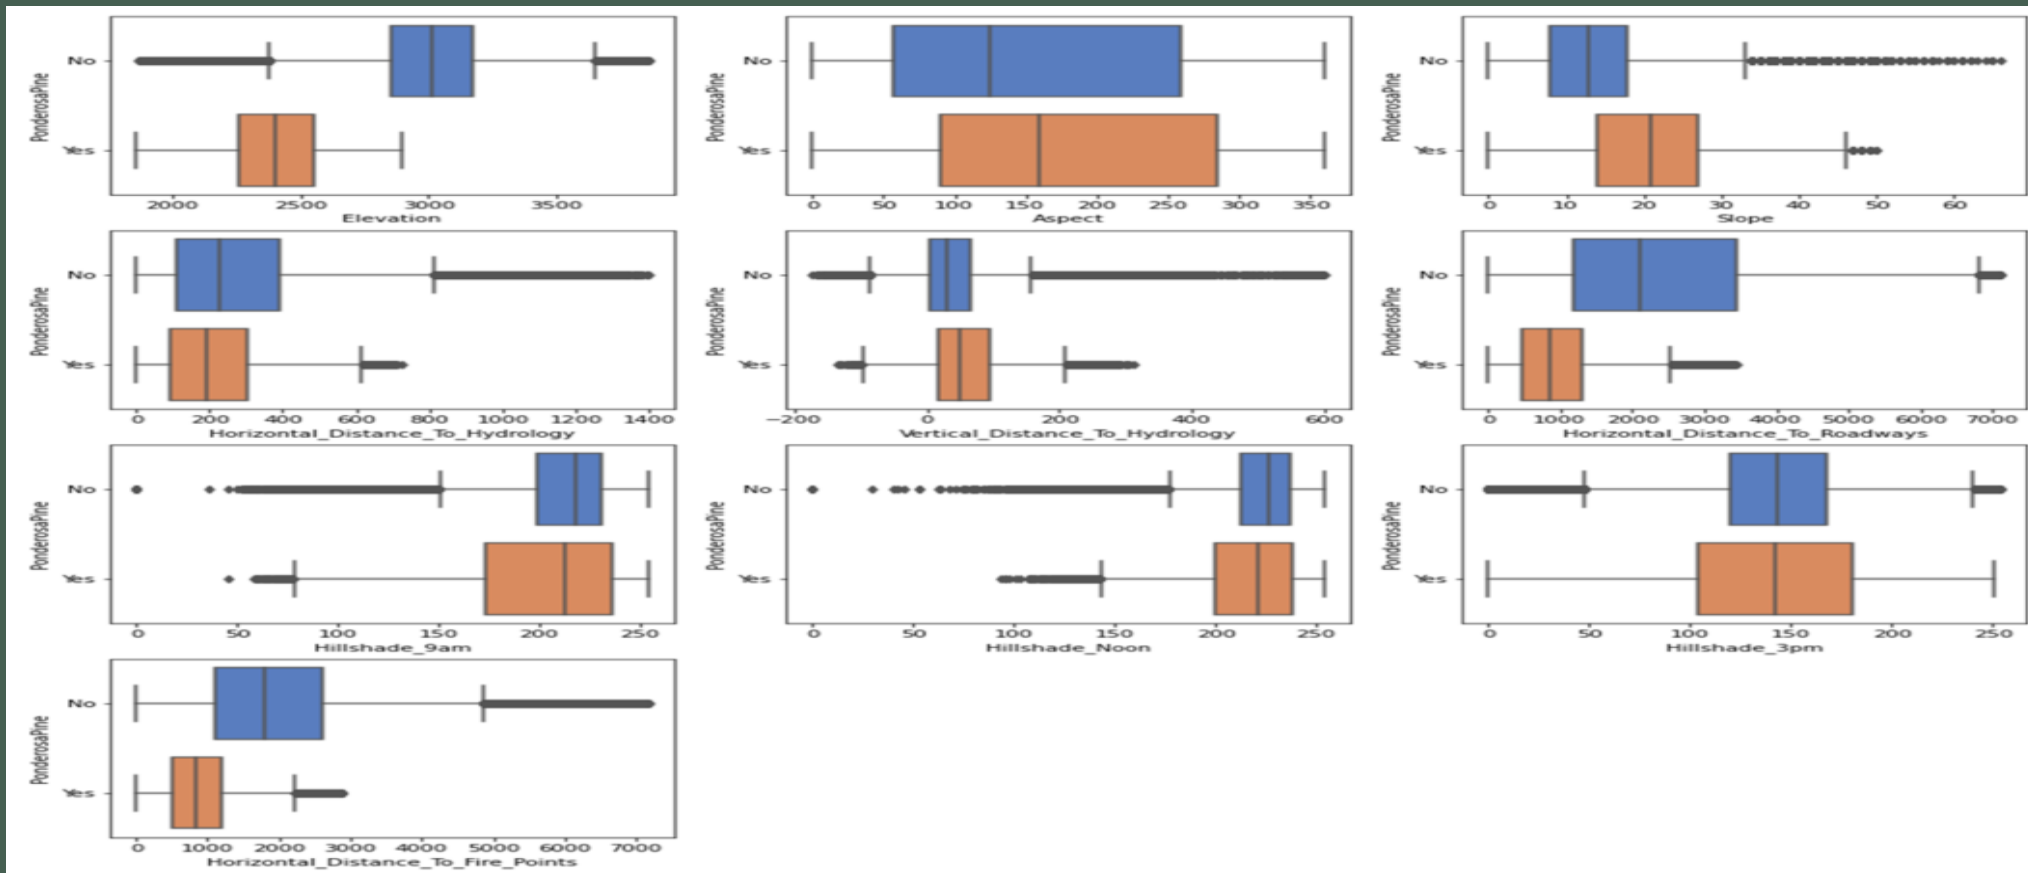 PonderosaPine
No
Yes
2000 2500 3000 3500
Elevation
PonderosaPine
No
Yes
0 50 100 150 200 250 300 350
Aspect
PonderosaPine
No
Yes
0 10 20 30 40 50 60
Slope
PonderosaPine
No
Yes
0 200 400 600 800 1000 1200 1400
Horizontal_Distance_To_Hydrology
PonderosaPine
No
Yes
−200 0 200 400 600
Vertical_Distance_To_Hydrology
PonderosaPine
No
Yes
0 1000 2000 3000 4000 5000 6000 7000
Horizontal_Distance_To_Roadways
PonderosaPine
No
Yes
0 50 100 150 200 250
Hillshade_9am
PonderosaPine
No
Yes
0 50 100 150 200 250
Hillshade_Noon
PonderosaPine
No
Yes
0 50 100 150 200 250
Hillshade_3pm
PonderosaPine
No
Yes
0 1000 2000 3000 4000 5000 6000 7000
Horizontal_Distance_To_Fire_Points